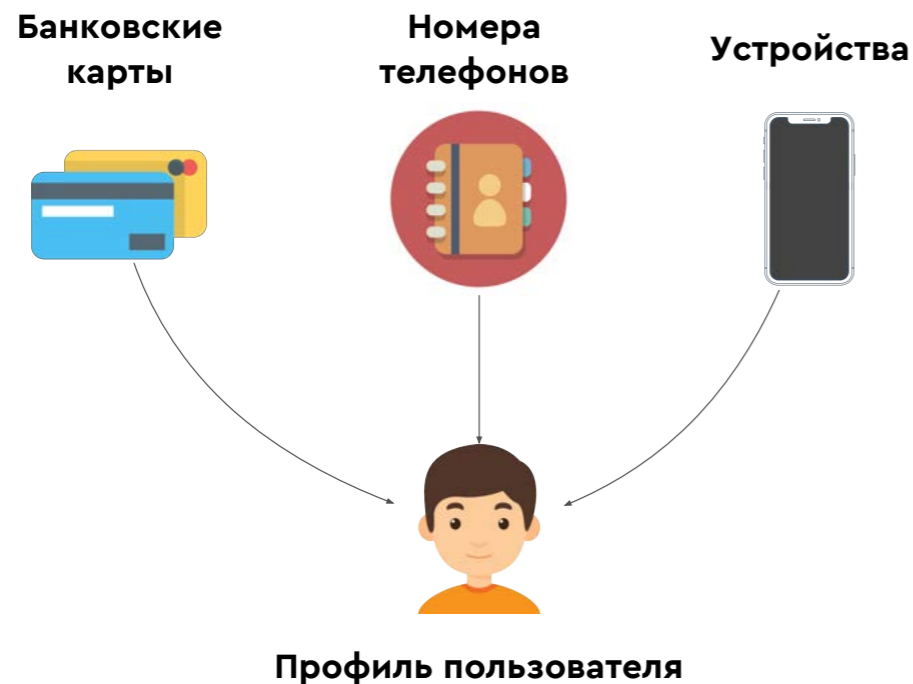 Банковские
карты
Номера
телефонов
Устройства
Профиль пользователя